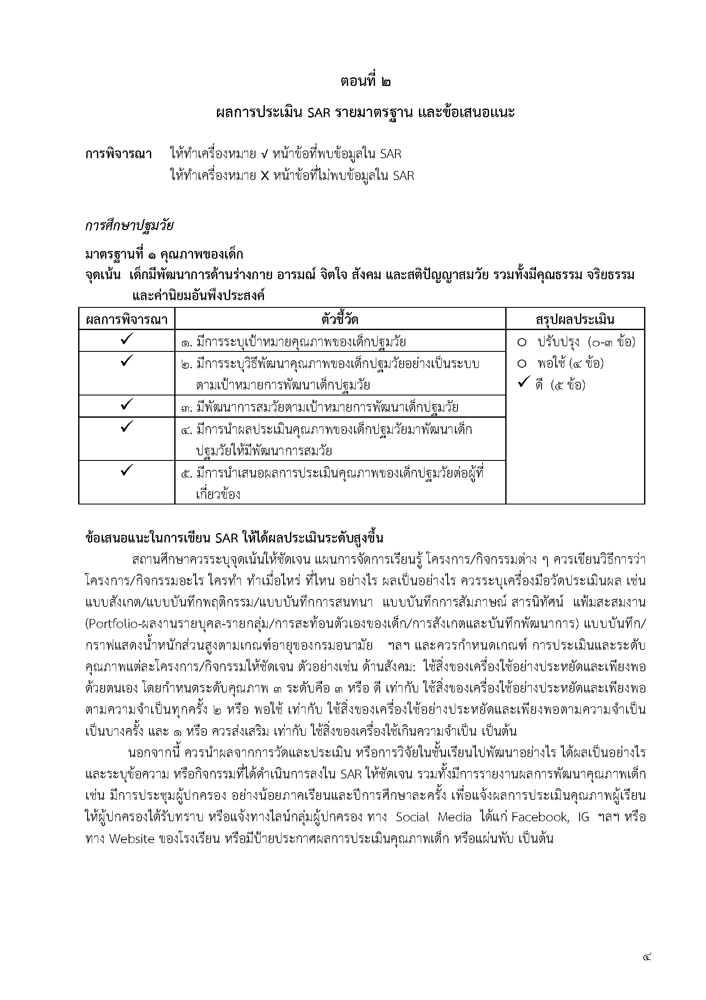 ตอนที่ ๒
ผลการประเมิน SAR รายมาตรฐาน และข้อเสนอแนะ
การพิจารณา ให้ทำเครื่องหมาย √ หน้าข้อที่พบข้อมูลใน SAR
ให้ทำเครื่องหมาย X หน้าข้อที่ไม่พบข้อมูลใน SAR
การศึกษาปฐมวัย
มาตรฐานที่ ๑ คุณภาพของเด็ก
จุดเน้น เด็กมีพัฒนาการด้านร่างกาย อารมณ์ จิตใจ สังคม และสติปัญญาสมวัย รวมทั้งมีคุณธรรม จริยธรรม
และค่านิยมอันพึงประสงค์
ผลการพิจารณา ตัวชี้วัด สรุปผลประเมิน
✓ ๑. มีการระบุเป้าหมายคุณภาพของเด็กปฐมวัย ○ ปรับปรุง (๐-๓ ข้อ)
✓ ๒. มีการระบุวิธีพัฒนาคุณภาพของเด็กปฐมวัยอย่างเป็นระบบ ○ พอใช้ (๔ ข้อ)
ตามเป้าหมายการพัฒนาเด็กปฐมวัย ✓ ดี (๕ ข้อ)
✓ ๓. มีพัฒนาการสมวัยตามเป้าหมายการพัฒนาเด็กปฐมวัย
✓ ๔. มีการนำผลประเมินคุณภาพของเด็กปฐมวัยมาพัฒนาเด็ก
ปฐมวัยให้มีพัฒนาการสมวัย
✓ ๕. มีการนำเสนอผลการประเมินคุณภาพของเด็กปฐมวัยต่อผู้ที่
เกี่ยวข้อง
ข้อเสนอแนะในการเขียน SAR ให้ได้ผลประเมินระดับสูงขึ้น
สถานศึกษาควรระบุจุดเน้นให้ชัดเจน แผนการจัดการเรียนรู้ โครงการ/กิจกรรมต่าง ๆ ควรเขียนวิธีการว่า
โครงการ/กิจกรรมอะไร ใครทำ ทำเมื่อไหร่ ที่ไหน อย่างไร ผลเป็นอย่างไร ควรระบุเครื่องมือวัดประเมินผล เช่น
แบบสังเกต/แบบบันทึกพฤติกรรม/แบบบันทึกการสนทนา แบบบันทึกการสัมภาษณ์ สารนิทัศน์ แฟ้มสะสมงาน
(Portfolio-ผลงานรายบุคล-รายกลุ่ม/การสะท้อนตัวเองของเด็ก/การสังเกตและบันทึกพัฒนาการ) แบบบันทึก/
กราฟแสดงน้ำหนักส่วนสูงตามเกณฑ์อายุของกรมอนามัย ฯลฯ และควรกำหนดเกณฑ์ การประเมินและระดับ
คุณภาพแต่ละโครงการ/กิจกรรมให้ชัดเจน ตัวอย่างเช่น ด้านสังคม: ใช้สิ่งของเครื่องใช้อย่างประหยัดและเพียงพอ
ด้วยตนเอง โดยกำหนดระดับคุณภาพ ๓ ระดับคือ ๓ หรือ ดี เท่ากับ ใช้สิ่งของเครื่องใช้อย่างประหยัดและเพียงพอ
ตามความจำเป็นทุกครั้ง ๒ หรือ พอใช้ เท่ากับ ใช้สิ่งของเครื่องใช้อย่างประหยัดและเพียงพอตามความจำเป็น
เป็นบางครั้ง และ ๑ หรือ ควรส่งเสริม เท่ากับ ใช้สิ่งของเครื่องใช้เกินความจำเป็น เป็นต้น
นอกจากนี้ ควรนำผลจากการวัดและประเมิน หรือการวิจัยในชั้นเรียนไปพัฒนาอย่างไร ได้ผลเป็นอย่างไร
และระบุข้อความ หรือกิจกรรมที่ได้ดำเนินการลงใน SAR ให้ชัดเจน รวมทั้งมีการรายงานผลการพัฒนาคุณภาพเด็ก
เช่น มีการประชุมผู้ปกครอง อย่างน้อยภาคเรียนและปีการศึกษาละครั้ง เพื่อแจ้งผลการประเมินคุณภาพผู้เรียน
ให้ผู้ปกครองได้รับทราบ หรือแจ้งทางไลน์กลุ่มผู้ปกครอง ทาง Social Media ได้แก่ Facebook, IG ฯลฯ หรือ
ทาง Website ของโรงเรียน หรือมีป้ายประกาศผลการประเมินคุณภาพเด็ก หรือแผ่นพับ เป็นต้น
๔